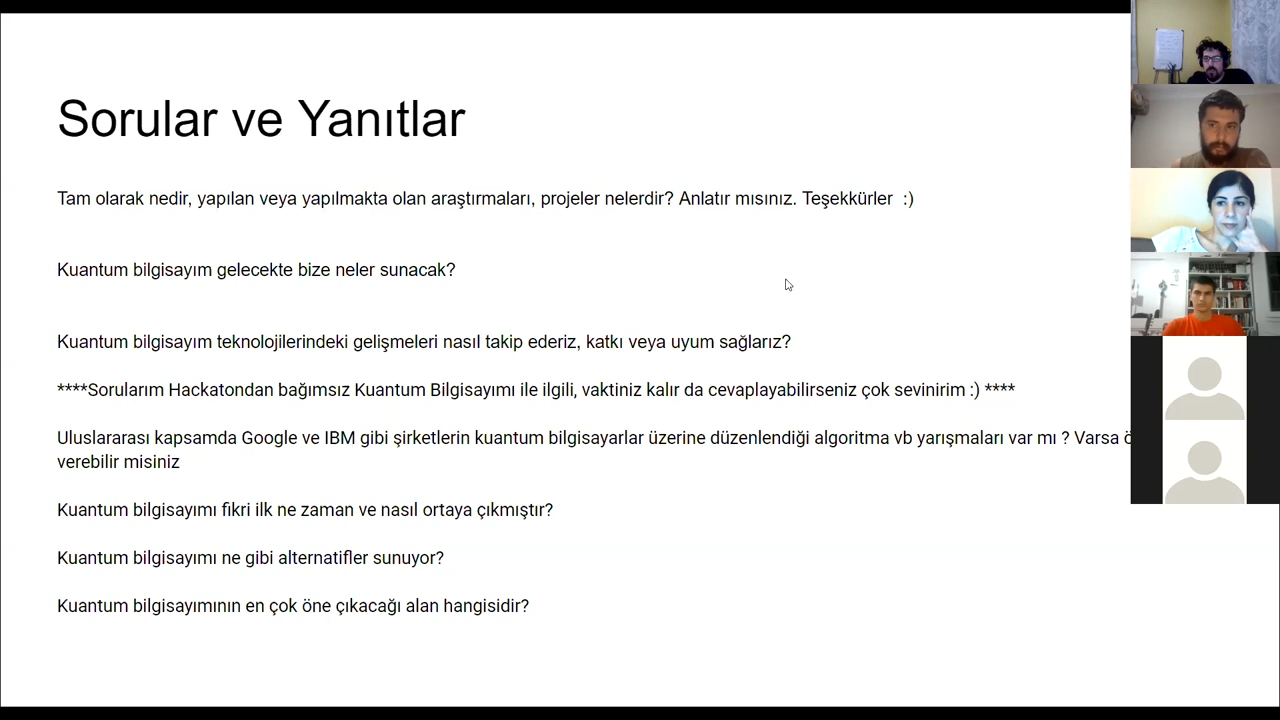 Sorular ve Yanıtlar
Tam olarak nedir, yapılan veya yapılmakta olan araştırmaları, projeler nelerdir? Anlatır mısınız. Teşekkürler :)
Kuantum bilgisayım gelecekte bize neler sunacak?
Kuantum bilgisayım teknolojilerindeki gelişmeleri nasıl takip ederiz, katkı veya uyum sağlarız?
****Sorularım Hackatondan bağımsız Kuantum Bilgisayımı ile ilgili, vaktiniz kalır da cevaplayabilirseniz çok sevinirim :) ****
Uluslararası kapsamda Google ve IBM gibi şirketlerin kuantum bilgisayarlar üzerine düzenlendiği algoritma vb yarışmaları var mı ? Varsa
verebilir misiniz
Kuantum bilgisayımı fikri ilk ne zaman ve nasıl ortaya çıkmıştır?
Kuantum bilgisayımı ne gibi alternatifler sunuyor?
Kuantum bilgisayımının en çok öne çıkacağı alan hangisidir?